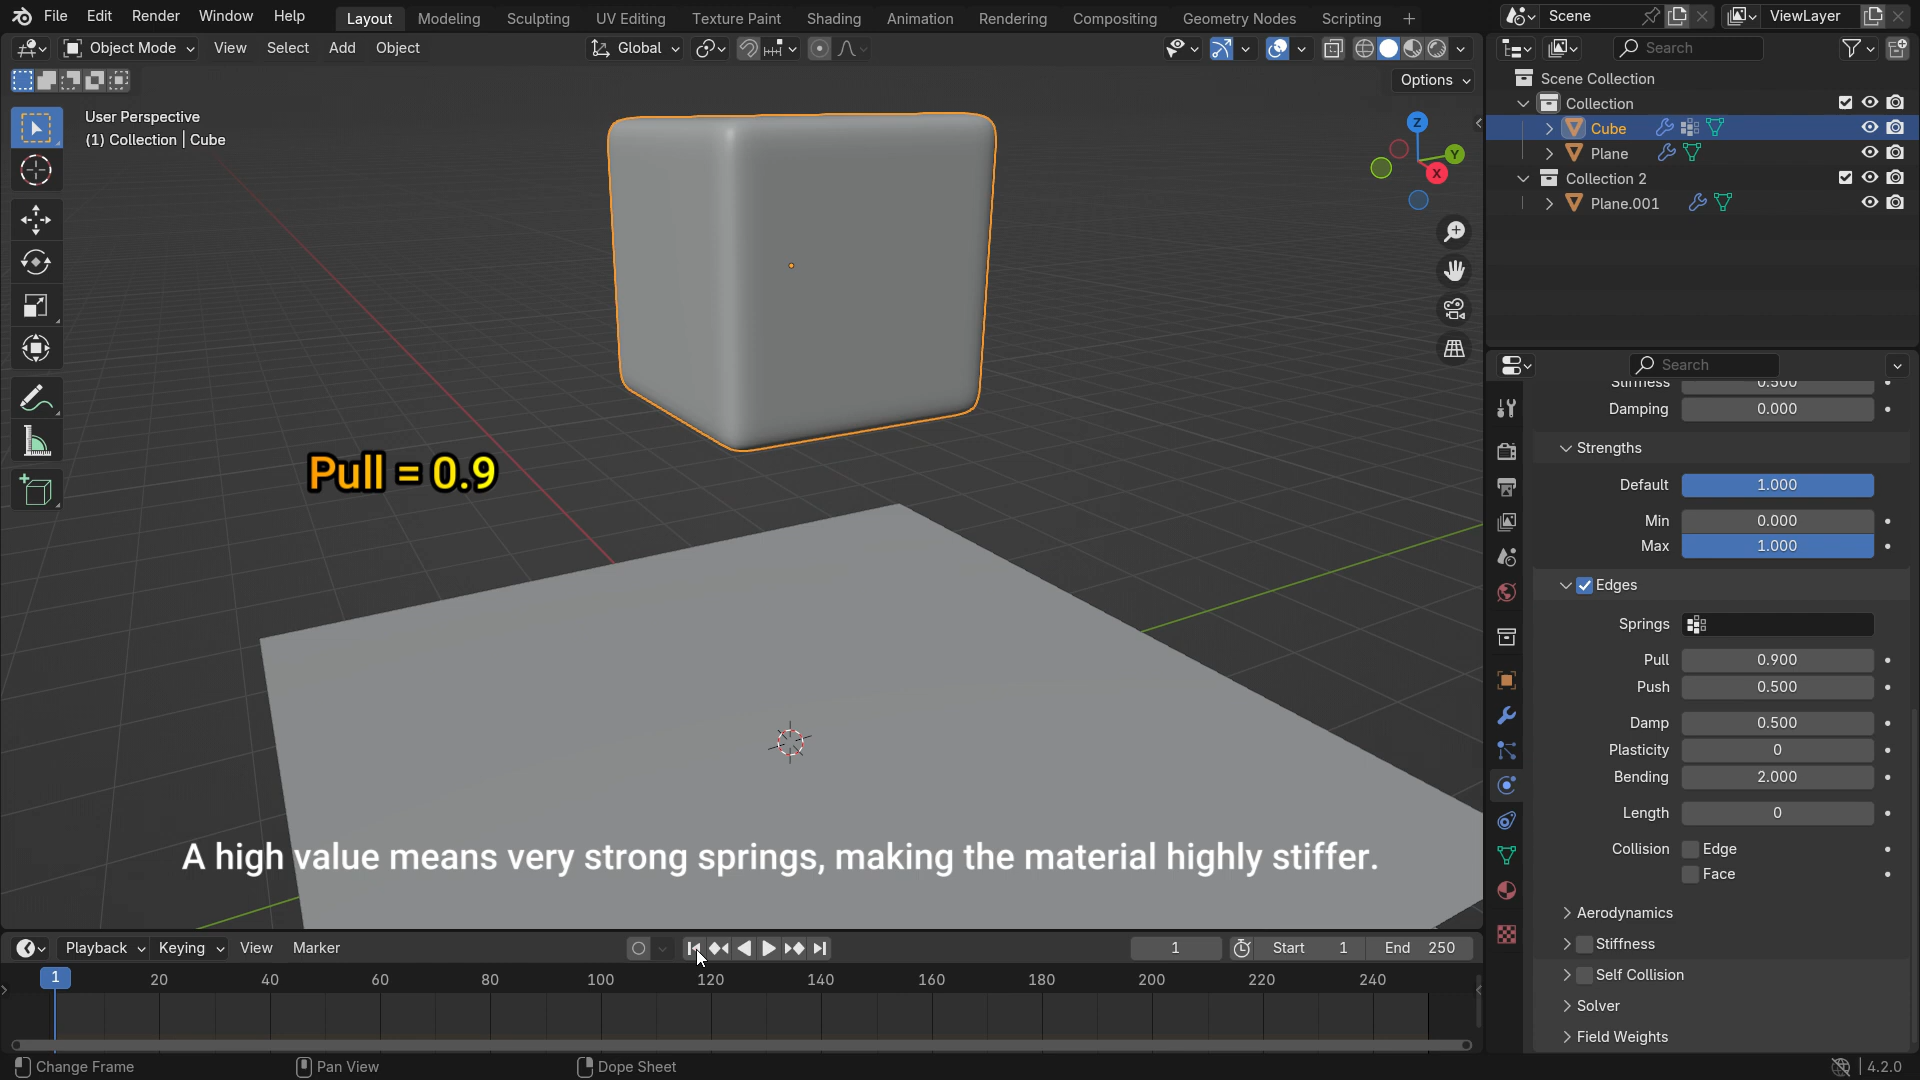 File Edit Render Window Help Layout Modeling Sculpting UV Editing Texture Paint Shading Animation Rendering Compositing Geometry Nodes Scripting Scene ViewLayer
Object Mode View Select Add Object Global Search
Options
User Perspective
(1) Collection | Cube
Z
Y
X
Scene Collection
Collection
Cube
Plane
Collection 2
Plane.001
Search
Stiffness 0.500
Damping 0.000
Strengths
Default 1.000
Min 0.000
Max 1.000
Edges
Springs
Pull 0.900
Push 0.500
Damp 0.500
Plasticity 0
Bending 2.000
Length 0
Collision Edge
Face
Aerodynamics
Stiffness
Self Collision
Solver
Field Weights
Pull = 0.9
A high value means very strong springs, making the material highly stiffer.
Playback Keying View Marker 1 Start 1 End 250
1 20 40 60 80 100 120 140 160 180 200 220 240
Change Frame Pan View Dope Sheet 4.2.0